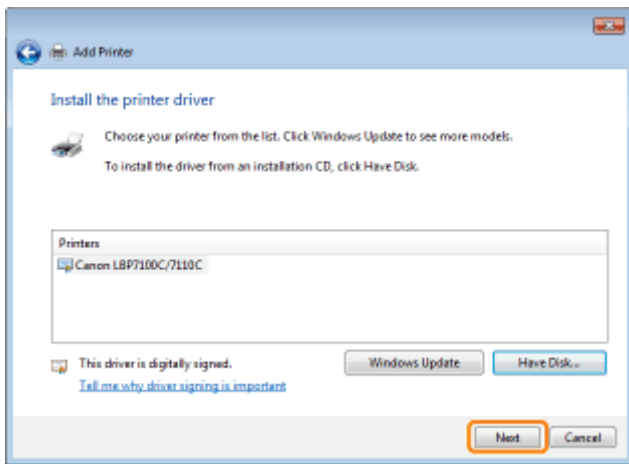 Add Printer
Install the printer driver
Choose your printer from the list. Click Windows Update to see more models.
To install the driver from an installation CD, click Have Disk.
Printers
Canon LBP7100C/7110C
This driver is digitally signed.
Tell me why driver signing is important
Windows Update
Have Disk...
Next
Cancel